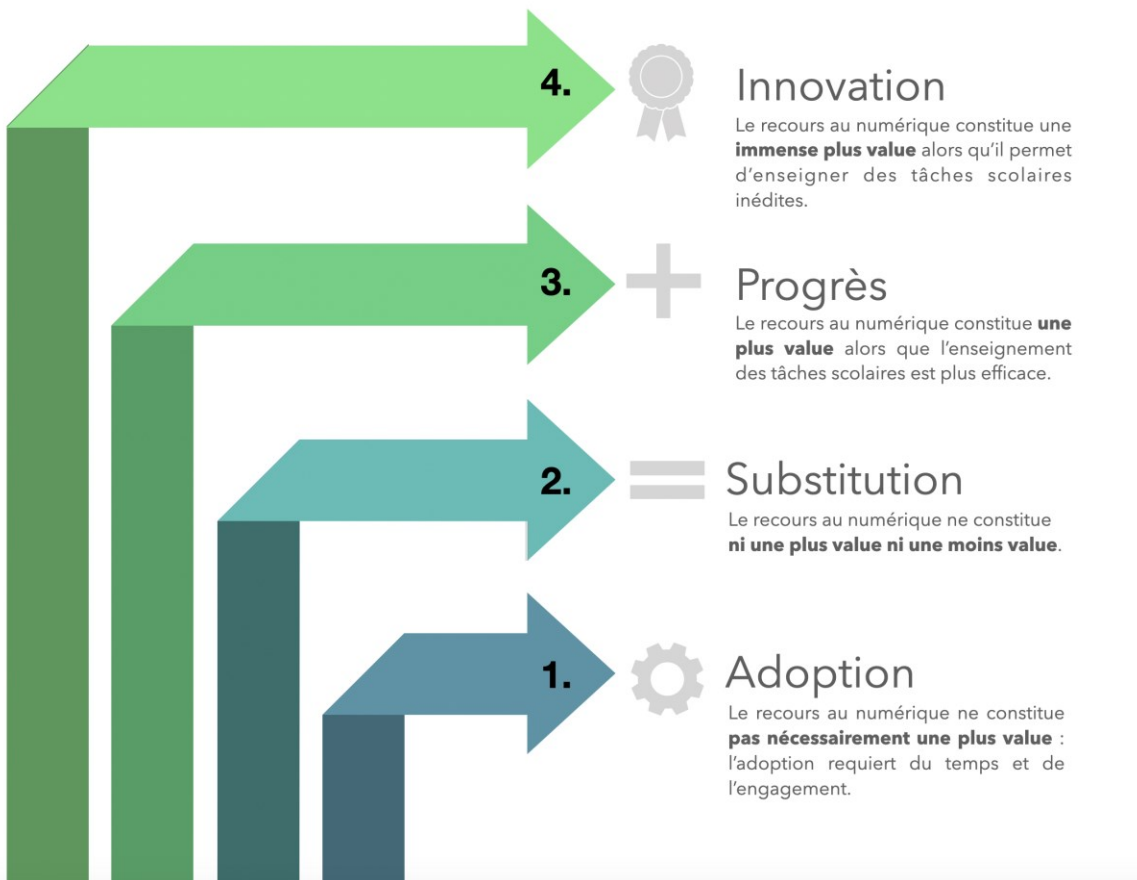 4.
Innovation
Le recours au numérique constitue une
immense plus value alors qu'il permet
d'enseigner des tâches scolaires
inédites.
3.
Progrès
Le recours au numérique constitue une
plus value alors que l'enseignement
des tâches scolaires est plus efficace.
2.
Substitution
Le recours au numérique ne constitue
ni une plus value ni une moins value.
1.
Adoption
Le recours au numérique ne constitue
pas nécessairement une plus value :
l'adoption requiert du temps et de
l'engagement.